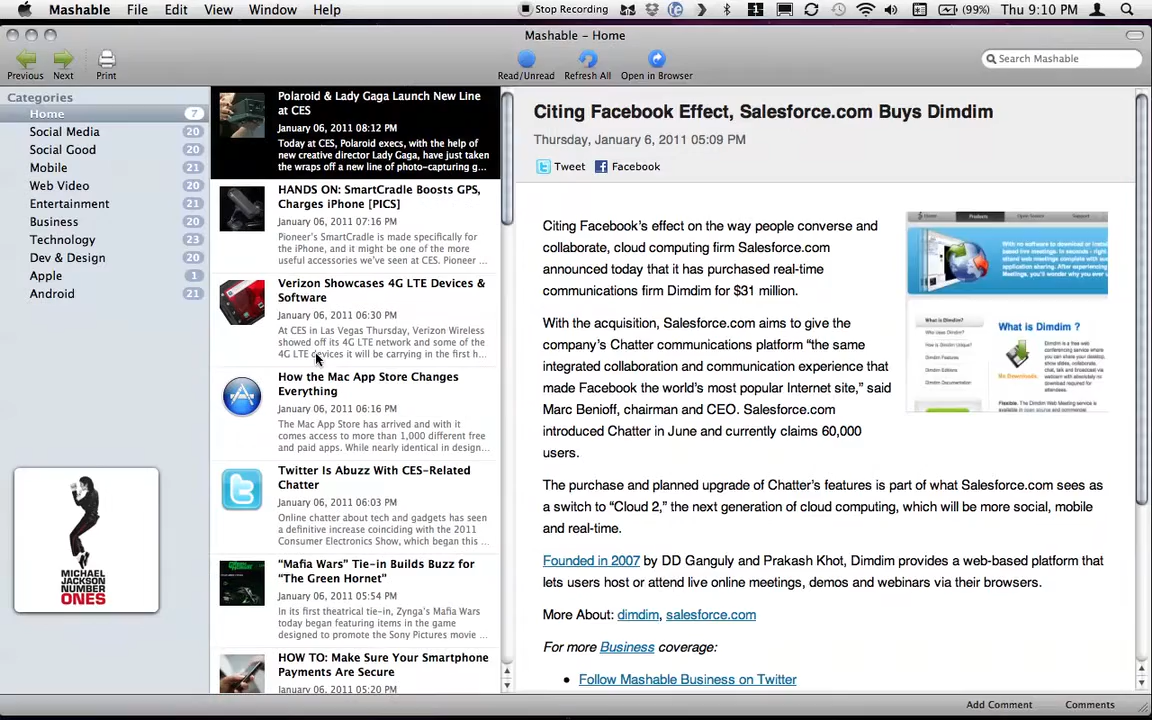 Mashable File Edit View Window Help Stop Recording (99%) Thu 9:10 PM
Mashable – Home
Previous Next Print Read/Unread Refresh All Open in Browser Search Mashable
Categories
Home 7
Social Media 20
Social Good 20
Mobile 21
Web Video 20
Entertainment 21
Business 20
Technology 23
Dev & Design 20
Apple 1
Android 21
MICHAEL
JACKSON
NUMBER
ONES
Polaroid & Lady Gaga Launch New Line
at CES
January 06, 2011 08:12 PM
Today at CES, Polaroid execs, with the help of
new creative director Lady Gaga, have just taken
the wraps off a new line of photo-capturing g...
HANDS ON: SmartCradle Boosts GPS,
Charges iPhone [PICS]
January 06, 2011 07:16 PM
Pioneer's SmartCradle is made specifically for
the iPhone, and it might be one of the more
useful accessories we've seen at CES. Pioneer ...
Verizon Showcases 4G LTE Devices &
Software
January 06, 2011 06:30 PM
At CES in Las Vegas Thursday, Verizon Wireless
showed off its 4G LTE network and some of the
4G LTE devices it will be carrying in the first h...
How the Mac App Store Changes
Everything
January 06, 2011 06:16 PM
The Mac App Store has arrived and with it
comes access to more than 1,000 different free
and paid apps. While nearly identical in design...
Twitter Is Abuzz With CES-Related
Chatter
January 06, 2011 06:03 PM
Online chatter about tech and gadgets has seen
a definitive increase coinciding with the 2011
Consumer Electronics Show, which began this ...
"Mafia Wars" Tie-in Builds Buzz for
"The Green Hornet"
January 06, 2011 05:54 PM
In its first theatrical tie-in, Zynga's Mafia Wars
today began featuring items in the game
designed to promote the Sony Pictures movie ...
HOW TO: Make Sure Your Smartphone
Payments Are Secure
January 06, 2011 05:20 PM
Citing Facebook Effect, Salesforce.com Buys Dimdim
Thursday, January 6, 2011 05:09 PM
Tweet Facebook
Citing Facebook's effect on the way people converse and
collaborate, cloud computing firm Salesforce.com
announced today that it has purchased real-time
communications firm Dimdim for $31 million.
With the acquisition, Salesforce.com aims to give the
company's Chatter communications platform "the same
integrated collaboration and communication experience that
made Facebook the world's most popular Internet site," said
Marc Benioff, chairman and CEO. Salesforce.com
introduced Chatter in June and currently claims 60,000
users.
What is Dimdim ?
The purchase and planned upgrade of Chatter's features is part of what Salesforce.com sees as
a switch to "Cloud 2," the next generation of cloud computing, which will be more social, mobile
and real-time.
Founded in 2007 by DD Ganguly and Prakash Khot, Dimdim provides a web-based platform that
lets users host or attend live online meetings, demos and webinars via their browsers.
More About: dimdim, salesforce.com
For more Business coverage:
• Follow Mashable Business on Twitter
Add Comment Comments